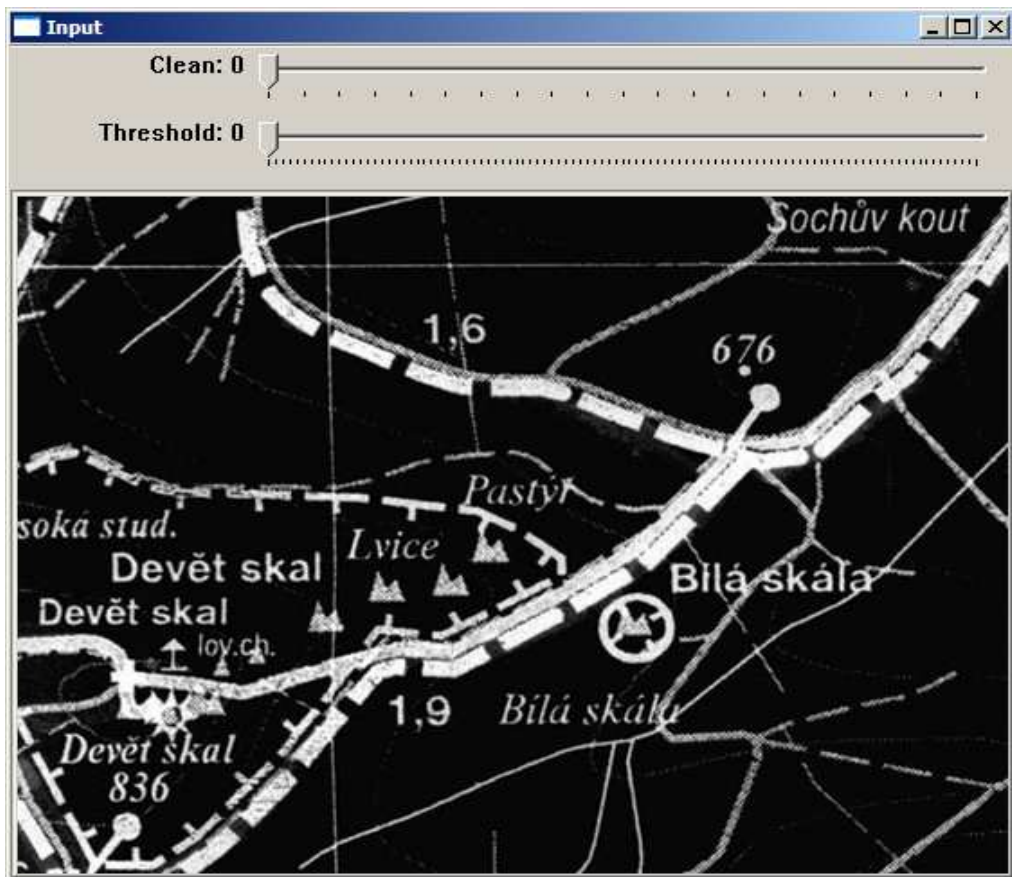 Input
Clean: 0
Threshold: 0
Sochův kout
1,6
676
Pastýř
soká stud.
Lvice
Devět skal
Bílá skála
Devět skal
lov.ch.
1,9
Bílá skála
Devět skal
836